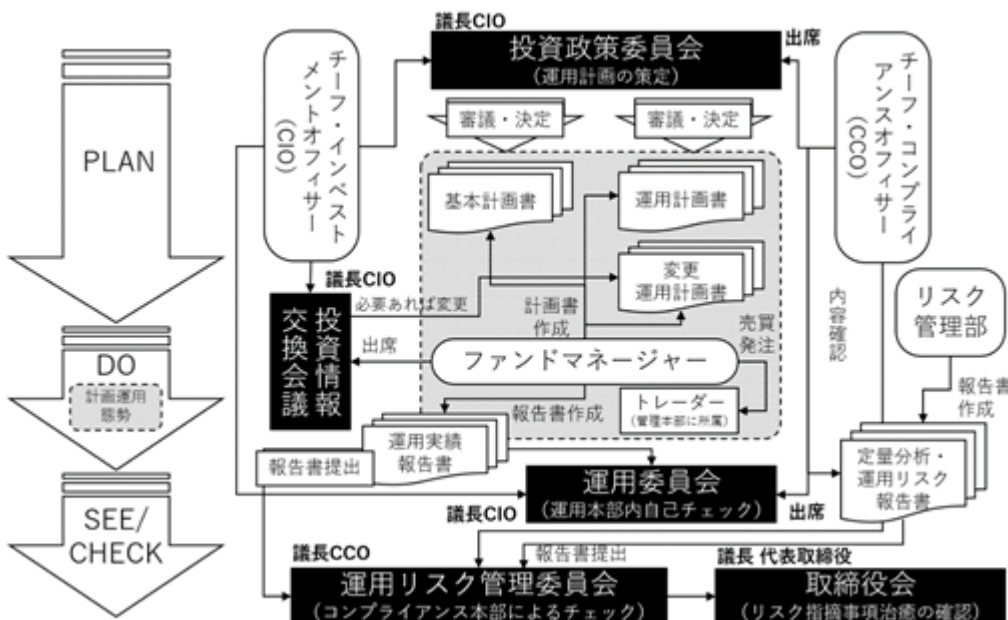 PLAN
DO
計画運用
態勢
SEE/
CHECK
チーフ・インベスト
メントオフィサー
(CIO)
議長CIO
投資政策委員会
(運用計画の策定)
出席
チーフ・コンプライ
アンスオフィサー
(CCO)
審議・決定
審議・決定
基本計画書
運用計画書
変更
運用計画書
議長CIO
必要あれば変更
投資情報
交換会議
出席
計画書
作成
売買
発注
ファンドマネージャー
トレーダー
(管理本部に所属)
報告書作成
内容確認
リスク
管理部
報告書
作成
運用実績
報告書
報告書提出
定量分析・
運用リスク
報告書
運用委員会
(運用本部内自己チェック)
議長CIO
出席
議長CCO
報告書提出
運用リスク管理委員会
(コンプライアンス本部によるチェック)
議長 代表取締役
取締役会
(リスク指摘事項治癒の確認)